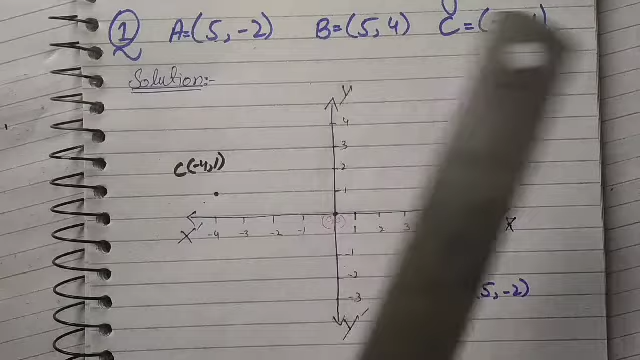 1 A=(5,-2) B=(5,4) C=(
Solution:-
Y
4
3
C(-4,1)
2
1
X' -4 -3 -2 -1 1 2 3 X
-1
-2
5,-2)
-3
Y'